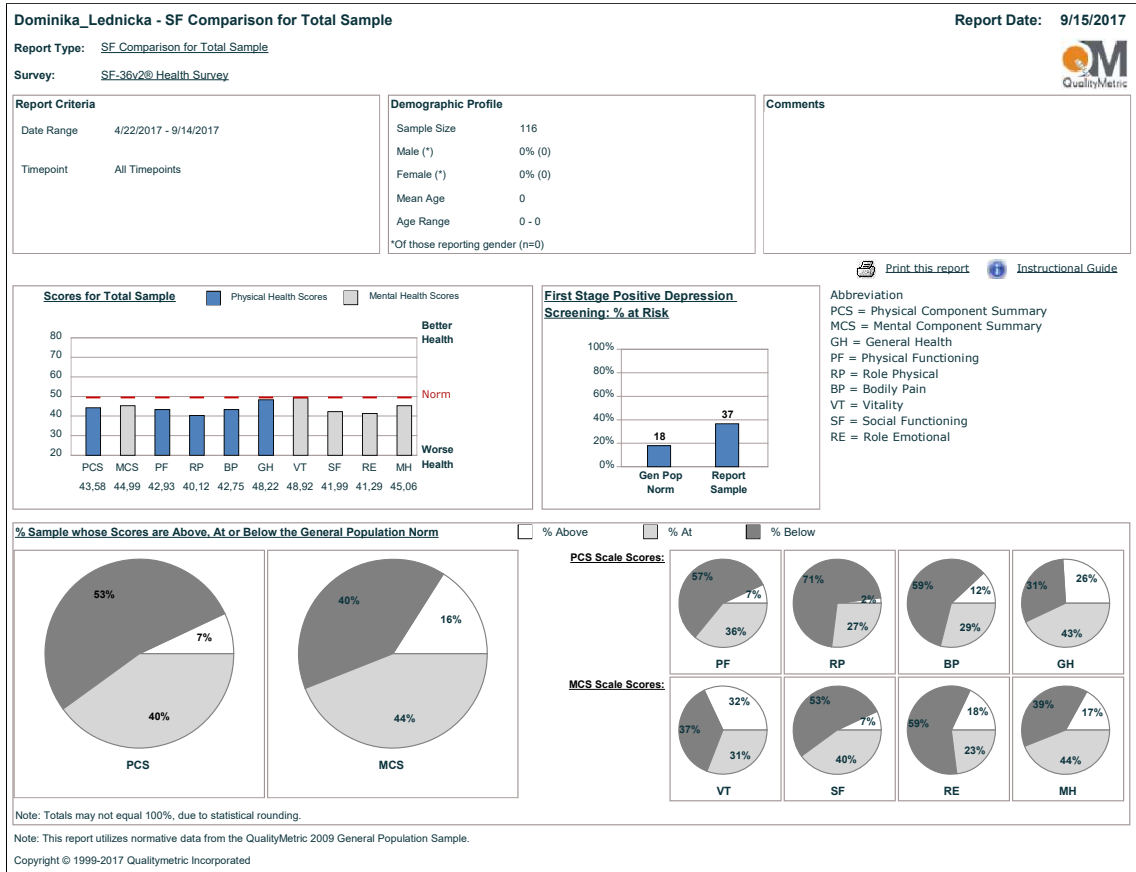 Dominika_Lednicka - SF Comparison for Total Sample
Report Date: 9/15/2017
Report Type: SF Comparison for Total Sample
Survey: SF-36v2® Health Survey
QM
QualityMetric
Report Criteria
Date Range 4/22/2017 - 9/14/2017
Timepoint All Timepoints
Demographic Profile
Sample Size 116
Male (*) 0% (0)
Female (*) 0% (0)
Mean Age 0
Age Range 0 - 0
*Of those reporting gender (n=0)
Comments
Print this report
Instructional Guide
Scores for Total Sample Physical Health Scores Mental Health Scores
Better
Health
80
70
60
50
40
30
20
Norm
Worse
Health
PCS MCS PF RP BP GH VT SF RE MH
43,58 44,99 42,93 40,12 42,75 48,22 48,92 41,99 41,29 45,06
First Stage Positive Depression
Screening: % at Risk
100%
80%
60%
40%
20%
0%
18
37
Gen Pop
Norm
Report
Sample
Abbreviation
PCS = Physical Component Summary
MCS = Mental Component Summary
GH = General Health
PF = Physical Functioning
RP = Role Physical
BP = Bodily Pain
VT = Vitality
SF = Social Functioning
RE = Role Emotional
% Sample whose Scores are Above, At or Below the General Population Norm % Above % At % Below
53%
7%
40%
PCS
40%
16%
44%
MCS
PCS Scale Scores:
57%
7%
36%
PF
71%
2%
27%
RP
59%
12%
29%
BP
31%
26%
43%
GH
MCS Scale Scores:
32%
37%
31%
VT
53%
7%
40%
SF
59%
18%
23%
RE
39%
17%
44%
MH
Note: Totals may not equal 100%, due to statistical rounding.
Note: This report utilizes normative data from the QualityMetric 2009 General Population Sample.
Copyright © 1999-2017 Qualitymetric Incorporated